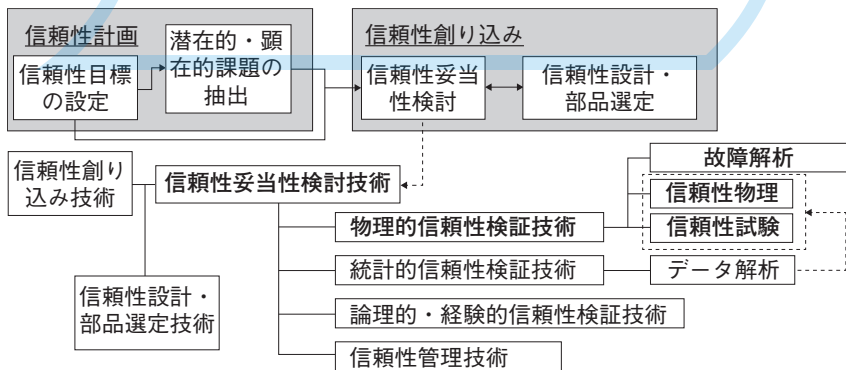 信頼性計画
信頼性目標
の設定
潜在的・顕
在的課題の
抽出
信頼性創り込み
信頼性妥当
性検討
信頼性設計・
部品選定
信頼性創り
込み技術
信頼性妥当性検討技術
故障解析
信頼性物理
物理的信頼性検証技術
信頼性試験
統計的信頼性検証技術
データ解析
信頼性設計・
部品選定技術
論理的・経験的信頼性検証技術
信頼性管理技術